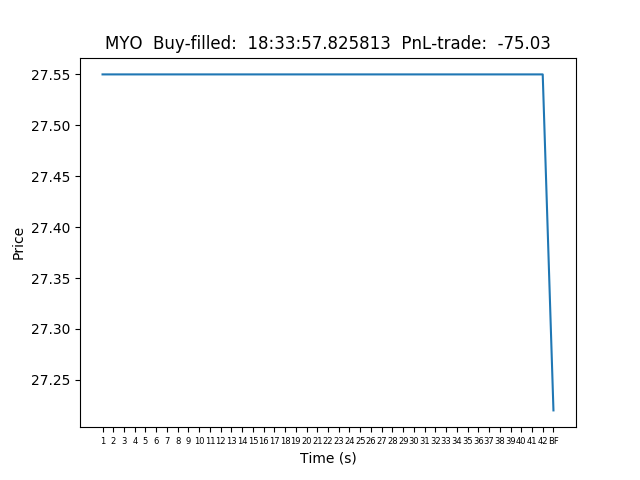 MYO  Buy-filled:  18:33:57.825813  PnL-trade:  -75.03
27.55
27.50
27.45
27.40
27.35
27.30
27.25
Price
1 2 3 4 5 6 7 8 9 10 11 12 13 14 15 16 17 18 19 20 21 22 23 24 25 26 27 28 29 30 31 32 33 34 35 36 37 38 39 40 41 42 BF
Time (s)